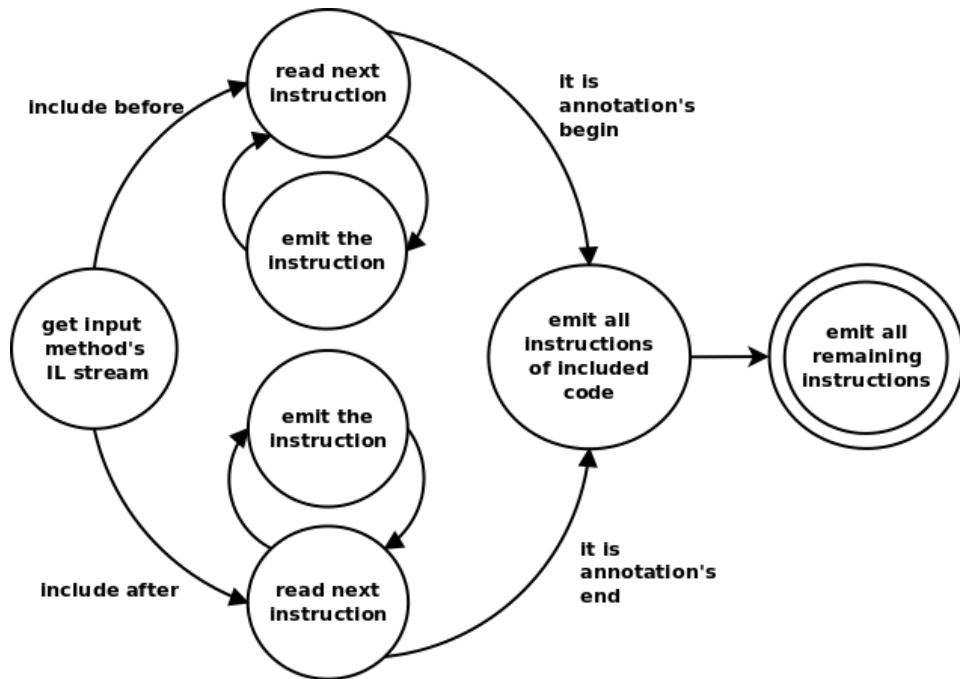 read next
instruction
include before
it is
annotation's
begin
emit the
instruction
get input
method's
IL stream
emit all
instructions
of included
code
emit all
remaining
instructions
emit the
instruction
include after
read next
instruction
it is
annotation's
end